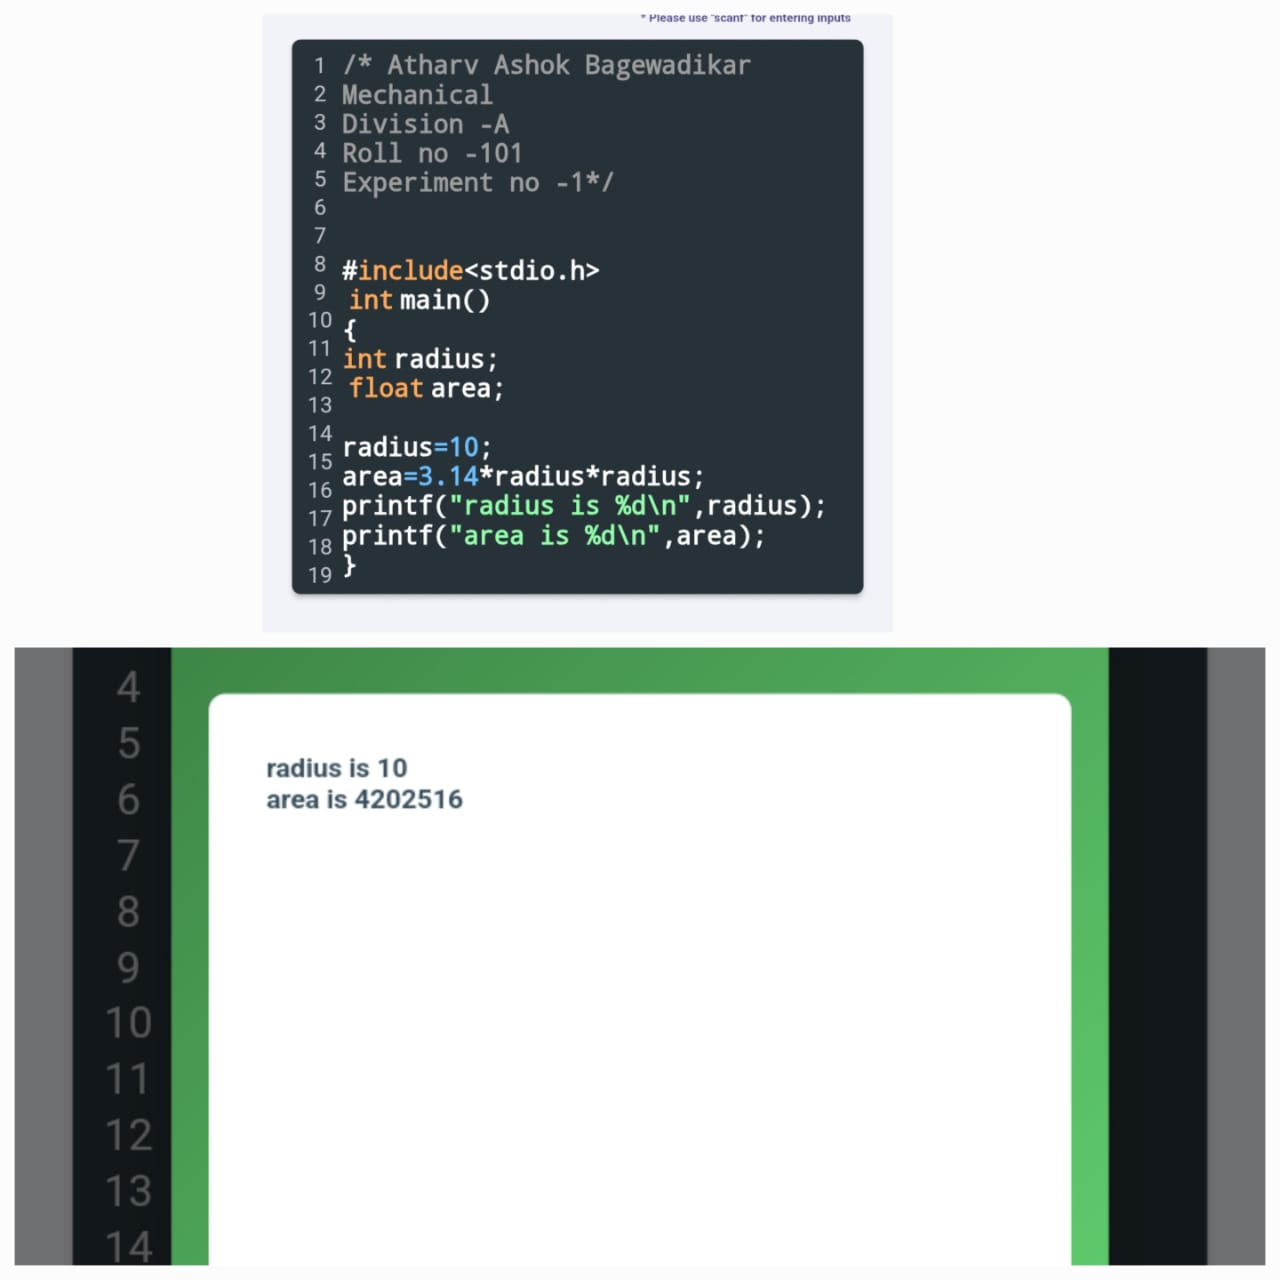 * Please use "scanf" for entering inputs
1 /* Atharv Ashok Bagewadikar
2 Mechanical
3 Division -A
4 Roll no -101
5 Experiment no -1*/
6
7
8 #include<stdio.h>
9 int main()
10 {
11 int radius;
12 float area;
13
14 radius=10;
15 area=3.14*radius*radius;
16 printf("radius is %d\n",radius);
17 printf("area is %d\n",area);
18 }
19
4
5
6
7
8
9
10
11
12
13
14
radius is 10
area is 4202516